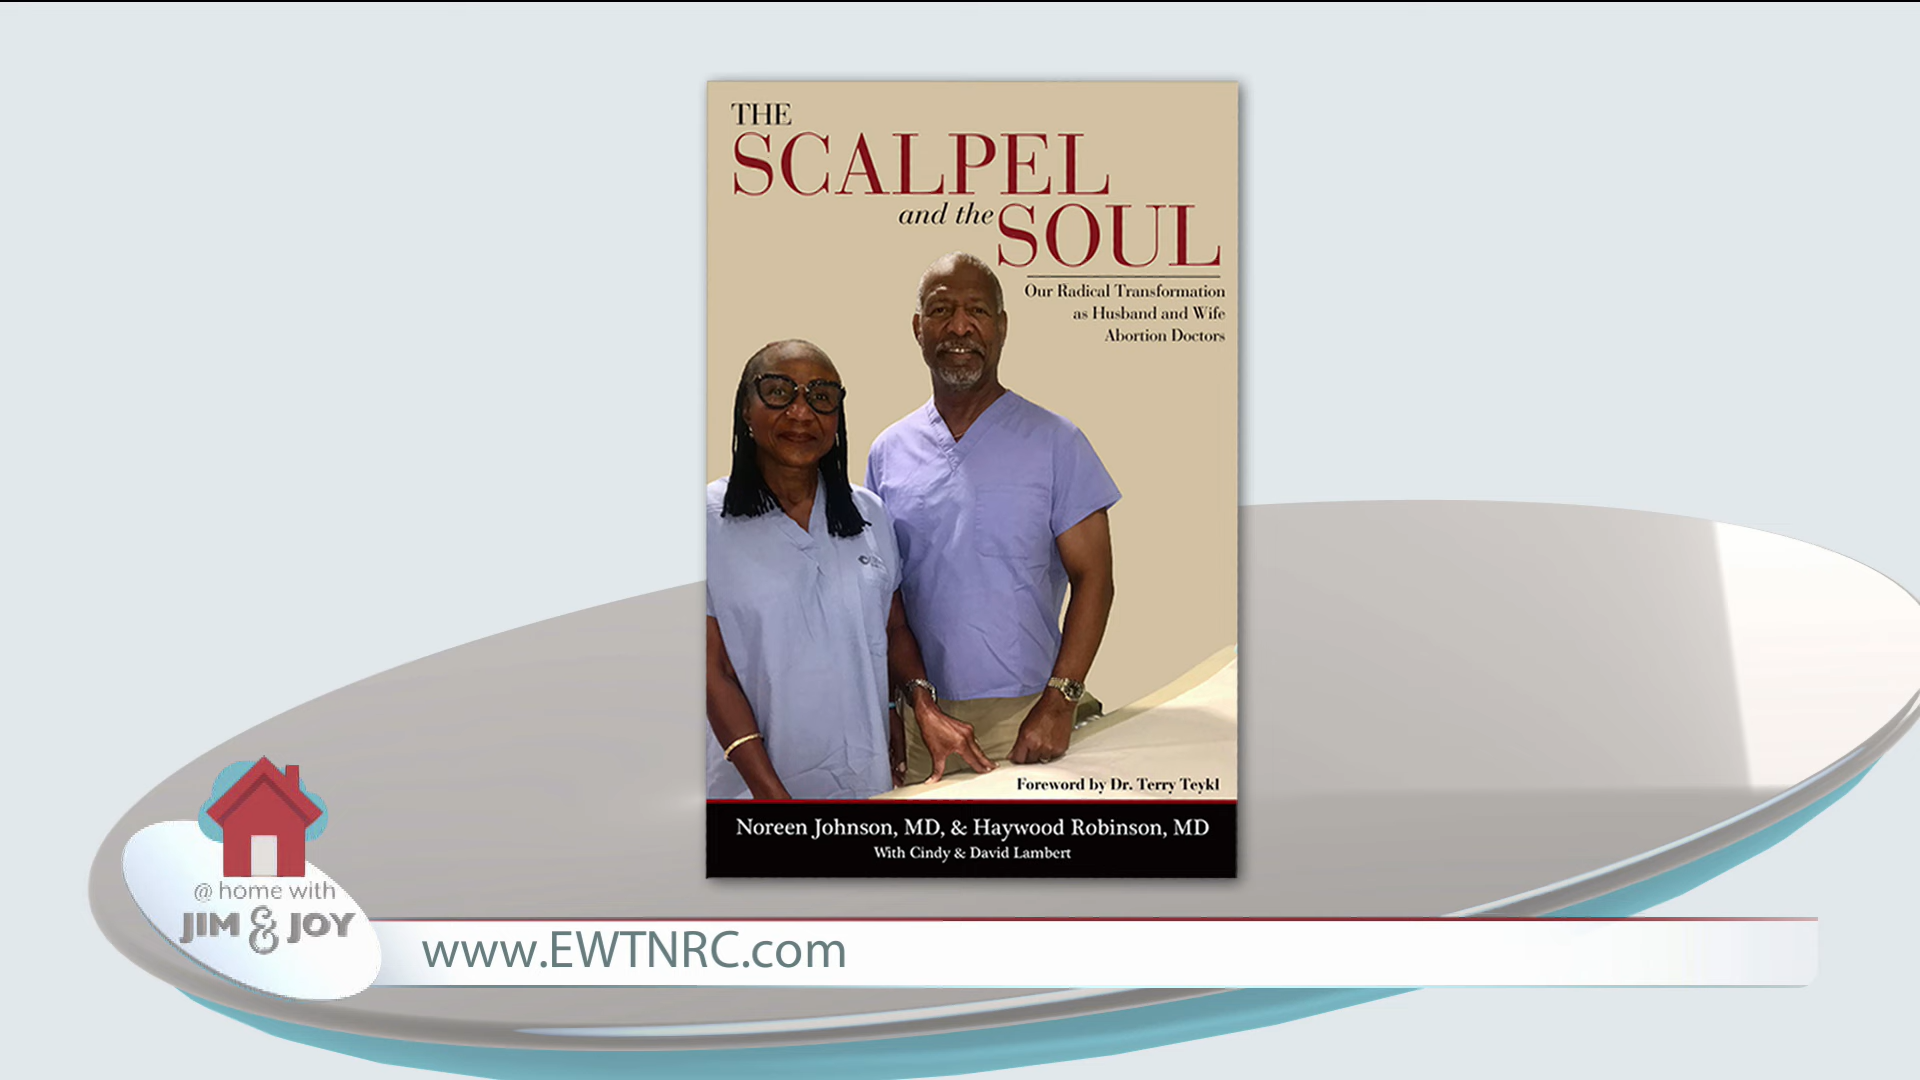 THE
SCALPEL
and the SOUL
Our Radical Transformation
as Husband and Wife
Abortion Doctors
Foreword by Dr. Terry Teykl
Noreen Johnson, MD, & Haywood Robinson, MD
With Cindy & David Lambert
@ home with
JIM & JOY
www.EWTNRC.com